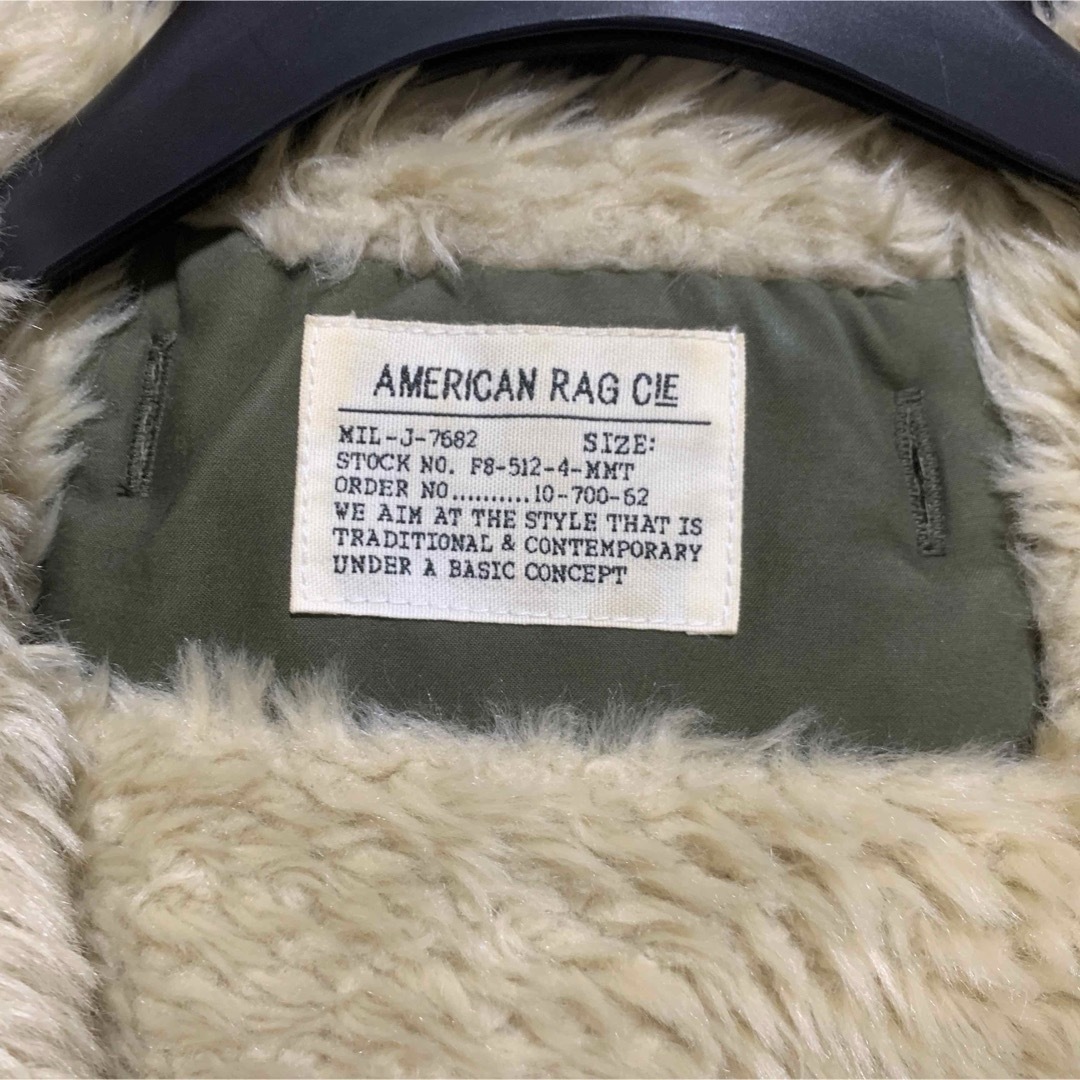 AMERICAN RAG CIE
MIL-J-7682 SIZE:
STOCK NO. F8-512-4-MMT
ORDER NO..........10-700-62
WE AIM AT THE STYLE THAT IS
TRADITIONAL & CONTEMPORARY
UNDER A BASIC CONCEPT